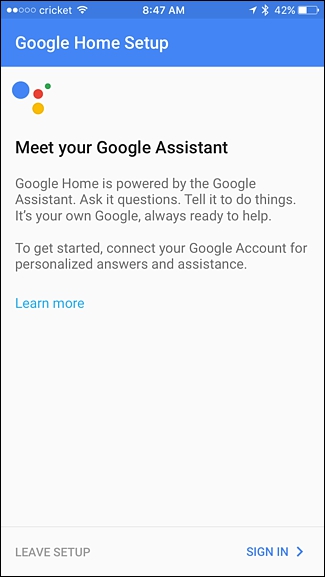 cricket 8:47 AM 42%
Google Home Setup
Meet your Google Assistant
Google Home is powered by the Google
Assistant. Ask it questions. Tell it to do things.
It's your own Google, always ready to help.
To get started, connect your Google Account for
personalized answers and assistance.
Learn more
LEAVE SETUP SIGN IN